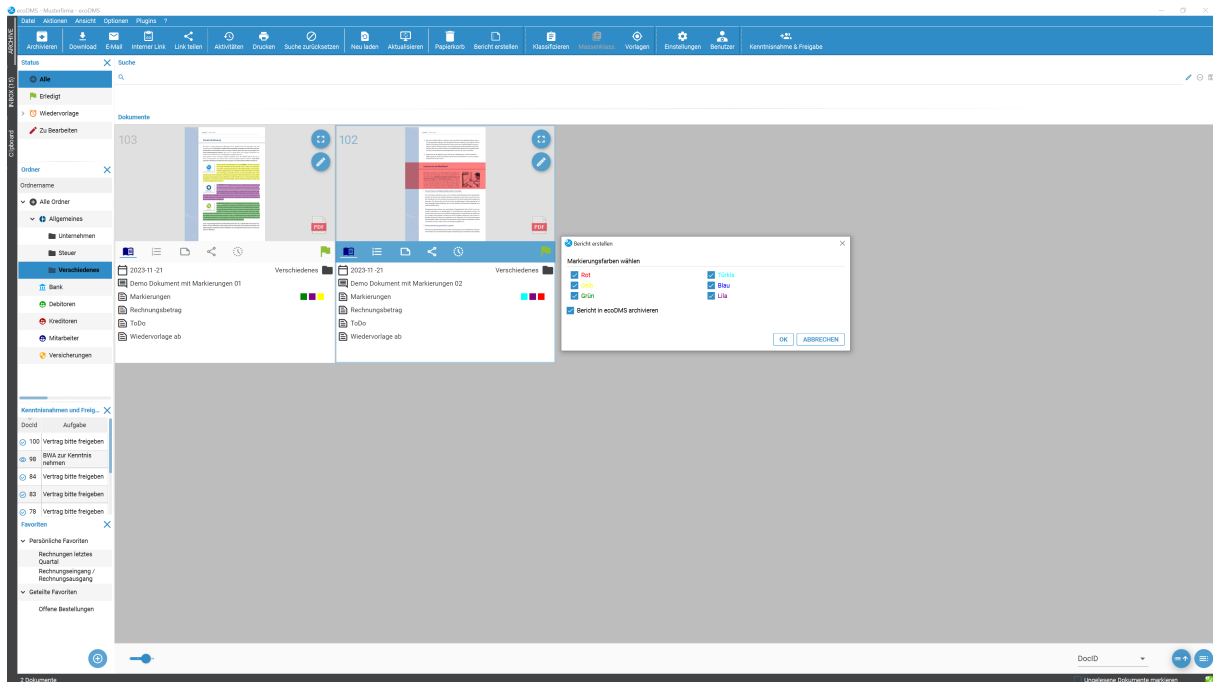 ecoDMS - Musterfirma - ecoDMS
Datei Aktionen Ansicht Optionen Plugins ?
Archivieren Download E-Mail Interner Link Link teilen Aktivitäten Drucken Suche zurücksetzen Neu laden Aktualisieren Papierkorb Bericht erstellen Klassifizieren Massenklass. Vorlagen Einstellungen Benutzer Kenntnisnahme & Freigabe
ARCHIVE
INBOX (15)
Clipboard
Status
Alle
Erledigt
Wiedervorlage
Zu Bearbeiten
Ordner
Ordnername
Alle Ordner
Allgemeines
Unternehmen
Steuer
Verschiedenes
Bank
Debitoren
Kreditoren
Mitarbeiter
Versicherungen
Kenntnisnahmen und Freig...
DocId Aufgabe
100 Vertrag bitte freigeben
98 BWA zur Kenntnis
nehmen
84 Vertrag bitte freigeben
83 Vertrag bitte freigeben
78 Vertrag bitte freigeben
Favoriten
Persönliche Favoriten
Rechnungen letztes
Quartal
Rechnungseingang /
Rechnungsausgang
Geteilte Favoriten
Offene Bestellungen
Suche
Dokumente
103
PDF
2023-11-21 Verschiedenes
Demo Dokument mit Markierungen 01
Markierungen
Rechnungsbetrag
ToDo
Wiedervorlage ab
102
PDF
2023-11-21 Verschiedenes
Demo Dokument mit Markierungen 02
Markierungen
Rechnungsbetrag
ToDo
Wiedervorlage ab
Bericht erstellen
Markierungsfarben wählen
Rot Türkis
Gelb Blau
Grün Lila
Bericht in ecoDMS archivieren
OK ABBRECHEN
DocID
2 Dokumente Ungelesene Dokumente markieren